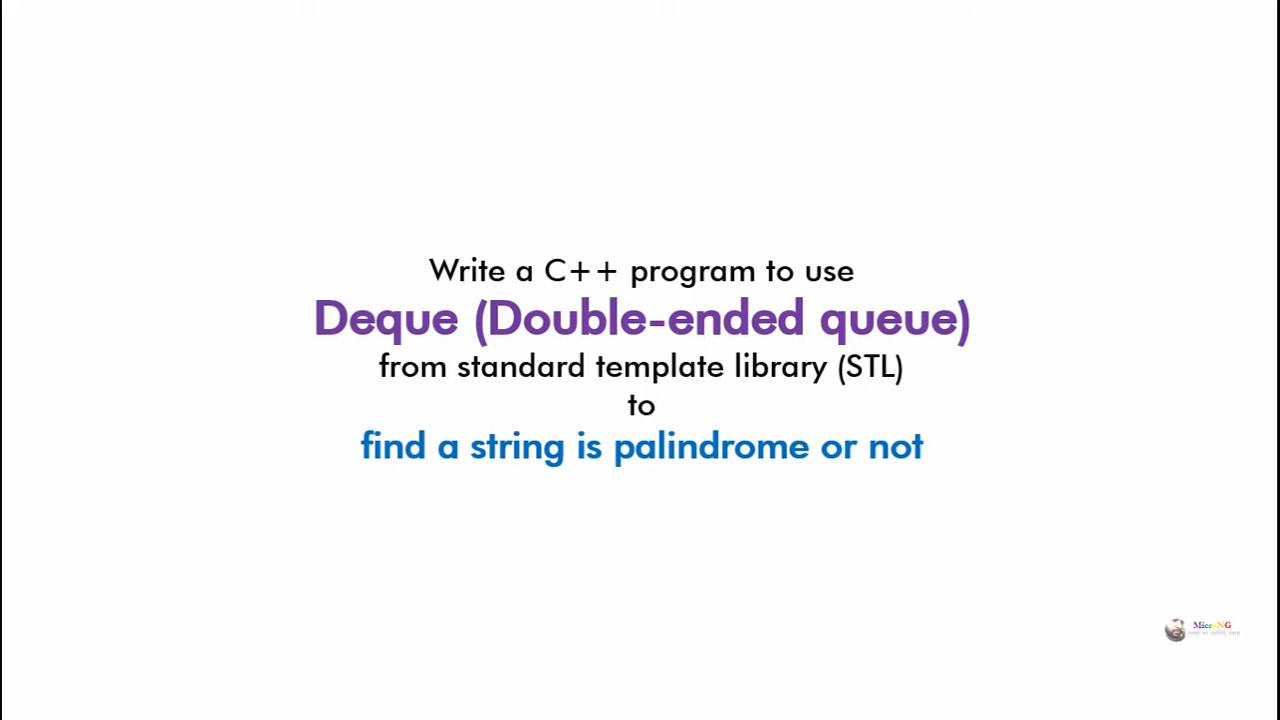 Write a C++ program to use
Deque (Double-ended queue)
from standard template library (STL)
to
find a string is palindrome or not
MicroNG